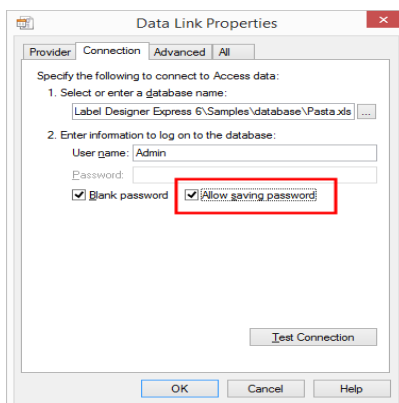 Data Link Properties
Provider Connection Advanced All
Specify the following to connect to Access data:
1. Select or enter a database name:
Label Designer Express 6\Samples\database\Pasta.xls ...
2. Enter information to log on to the database:
User name: Admin
Password:
Blank password Allow saving password
Test Connection
OK Cancel Help